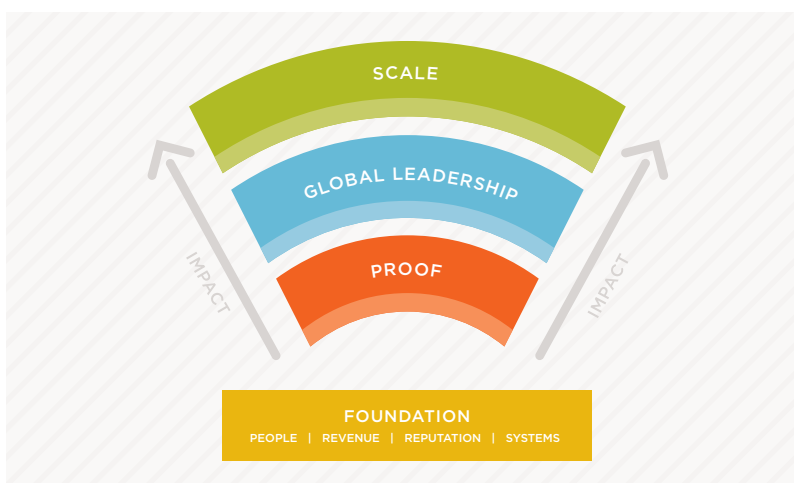 SCALE
GLOBAL LEADERSHIP
PROOF
IMPACT
IMPACT
FOUNDATION
PEOPLE | REVENUE | REPUTATION | SYSTEMS